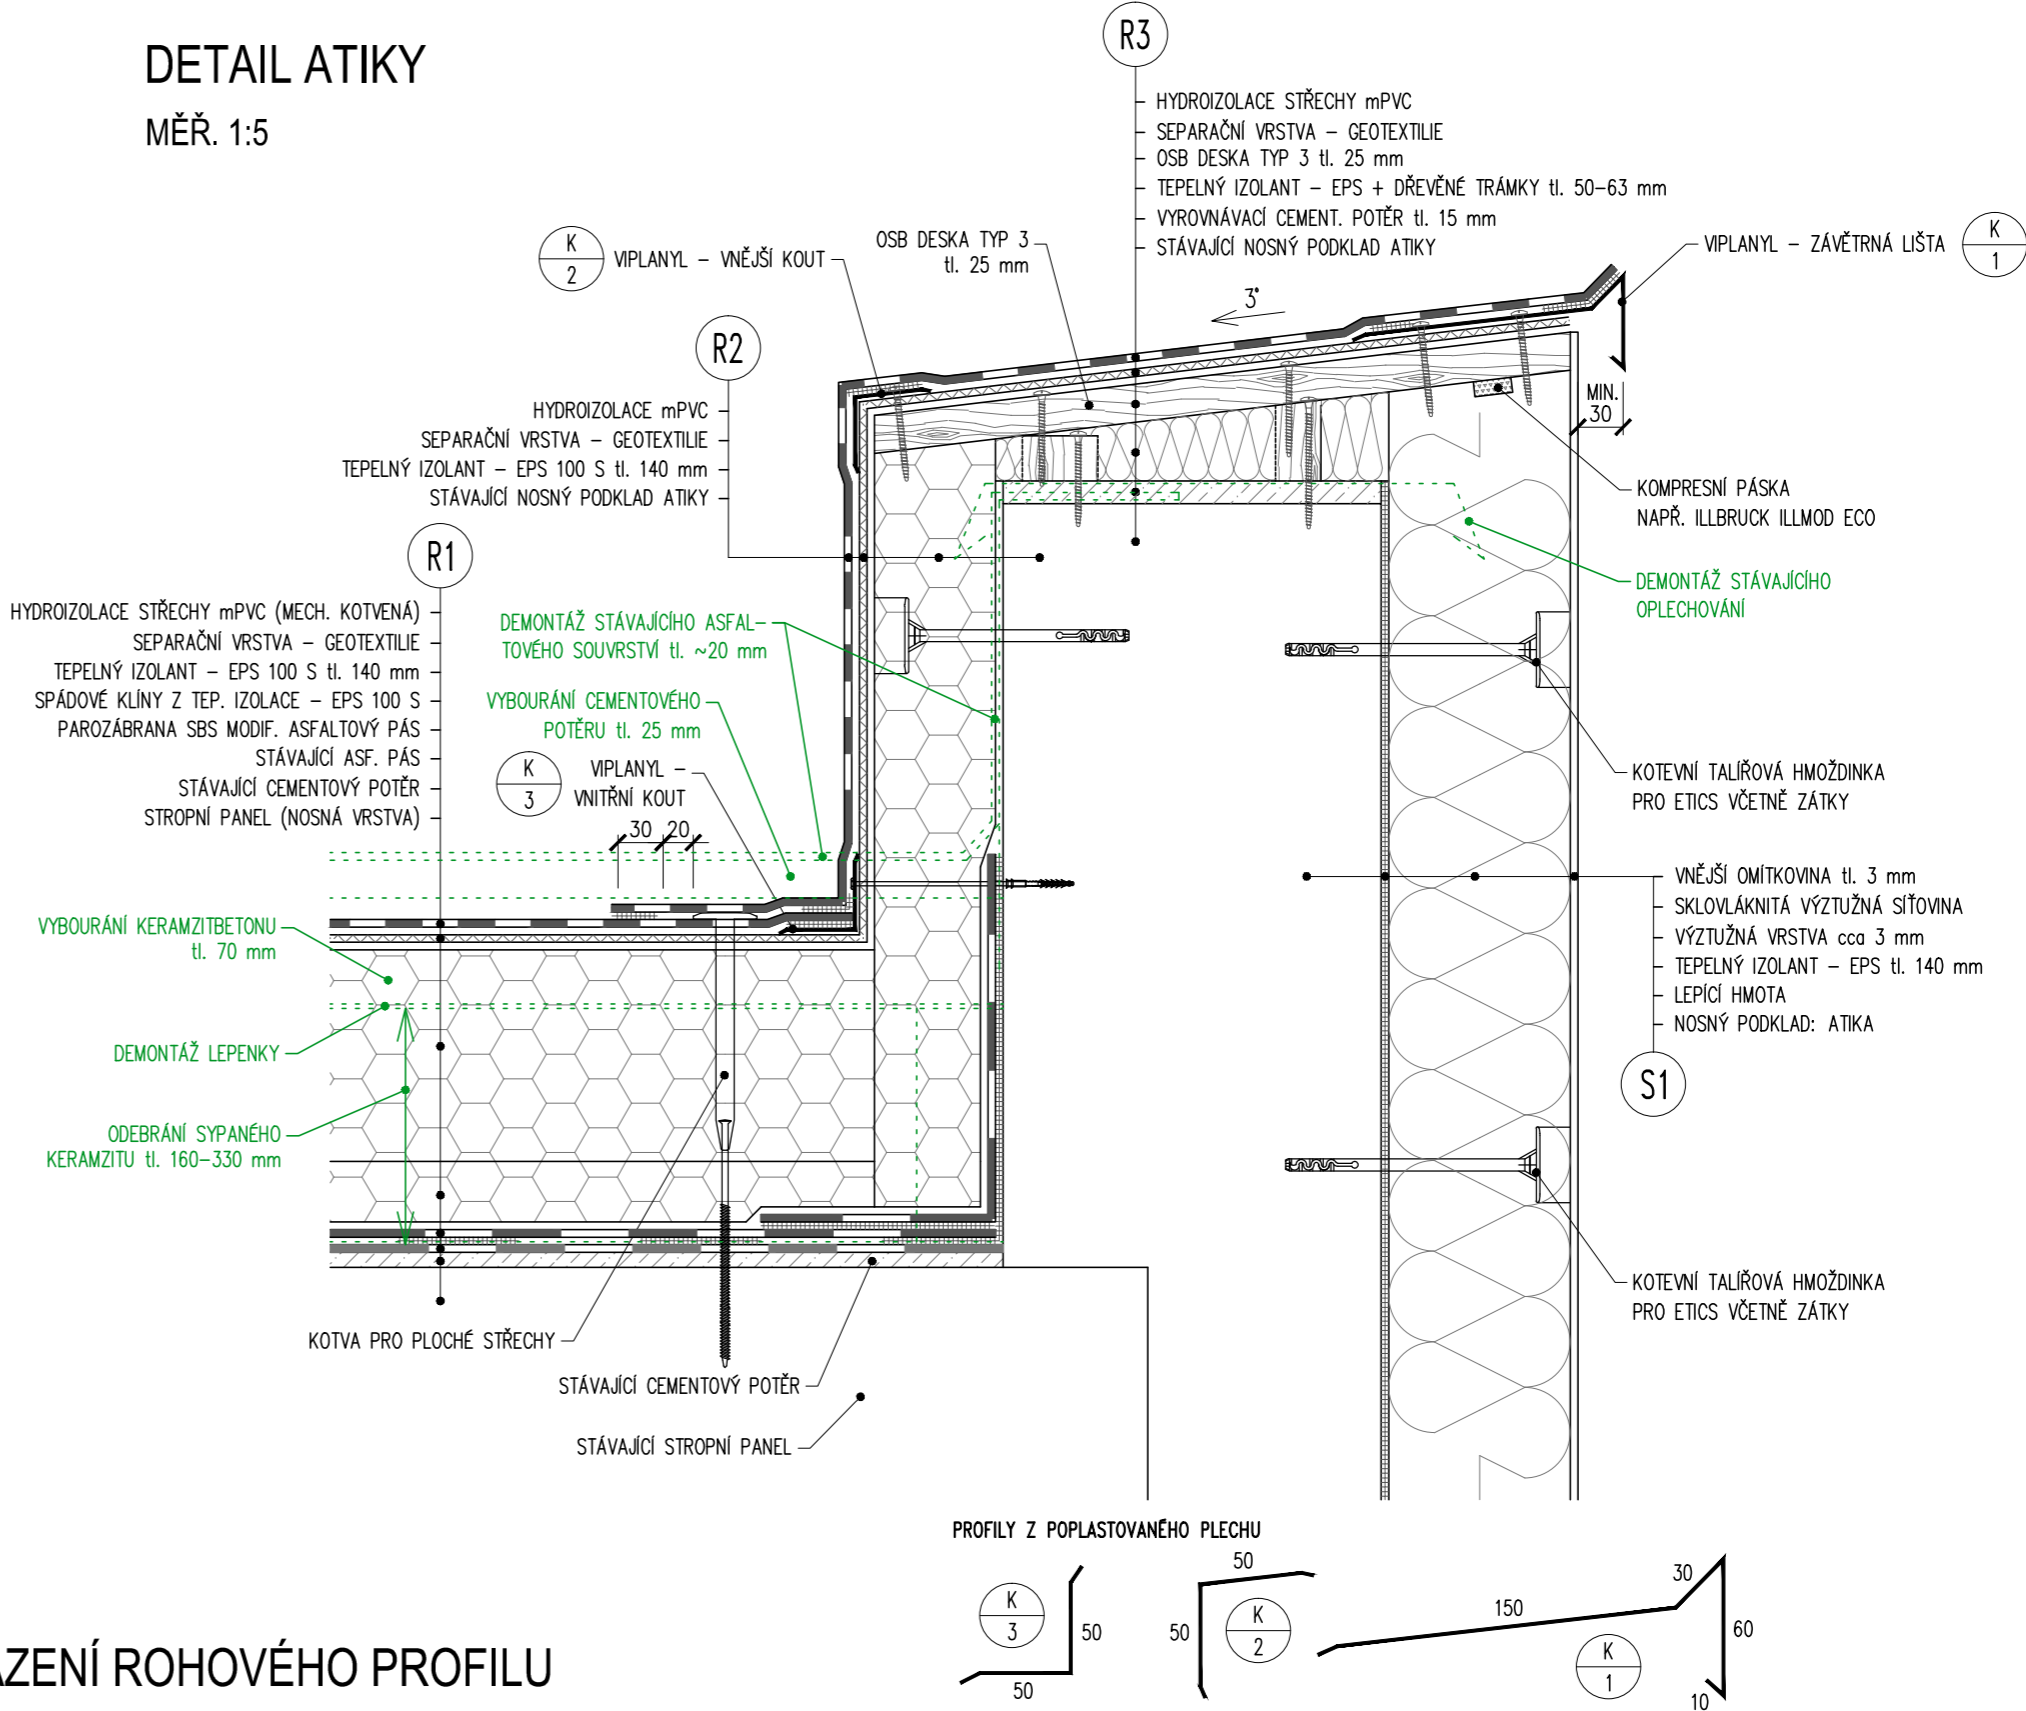 DETAIL ATIKY
MĚŘ. 1:5
R3
HYDROIZOLACE STŘECHY mPVC
SEPARAČNÍ VRSTVA – GEOTEXTILIE
OSB DESKA TYP 3 tl. 25 mm
TEPELNÝ IZOLANT – EPS + DŘEVĚNÉ TRÁMKY tl. 50–63 mm
VYROVNÁVACÍ CEMENT. POTĚR tl. 15 mm
STÁVAJÍCÍ NOSNÝ PODKLAD ATIKY
K
2
VIPLANYL – VNĚJŠÍ KOUT
OSB DESKA TYP 3
tl. 25 mm
VIPLANYL – ZÁVĚTRNÁ LIŠTA
K
1
3°
R2
HYDROIZOLACE mPVC
SEPARAČNÍ VRSTVA – GEOTEXTILIE
TEPELNÝ IZOLANT – EPS 100 S tl. 140 mm
STÁVAJÍCÍ NOSNÝ PODKLAD ATIKY
MIN.
30
KOMPRESNÍ PÁSKA
NAPŘ. ILLBRUCK ILLMOD ECO
R1
HYDROIZOLACE STŘECHY mPVC (MECH. KOTVENÁ)
SEPARAČNÍ VRSTVA – GEOTEXTILIE
TEPELNÝ IZOLANT – EPS 100 S tl. 140 mm
SPÁDOVÉ KLÍNY Z TEP. IZOLACE – EPS 100 S
PAROZÁBRANA SBS MODIF. ASFALTOVÝ PÁS
STÁVAJÍCÍ ASF. PÁS
STÁVAJÍCÍ CEMENTOVÝ POTĚR
STROPNÍ PANEL (NOSNÁ VRSTVA)
DEMONTÁŽ STÁVAJÍCÍHO ASFAL–
TOVÉHO SOUVRSTVÍ tl. ~20 mm
VYBOURÁNÍ CEMENTOVÉHO
POTĚRU tl. 25 mm
K
3
VIPLANYL –
VNITŘNÍ KOUT
30 20
DEMONTÁŽ STÁVAJÍCÍHO
OPLECHOVÁNÍ
KOTEVNÍ TALÍŘOVÁ HMOŽDINKA
PRO ETICS VČETNĚ ZÁTKY
VNĚJŠÍ OMÍTKOVINA tl. 3 mm
SKLOVLÁKNITÁ VÝZTUŽNÁ SÍŤOVINA
VÝZTUŽNÁ VRSTVA cca 3 mm
TEPELNÝ IZOLANT – EPS tl. 140 mm
LEPÍCÍ HMOTA
NOSNÝ PODKLAD: ATIKA
S1
VYBOURÁNÍ KERAMZITBETONU
tl. 70 mm
DEMONTÁŽ LEPENKY
ODEBRÁNÍ SYPANÉHO
KERAMZITU tl. 160–330 mm
KOTEVNÍ TALÍŘOVÁ HMOŽDINKA
PRO ETICS VČETNĚ ZÁTKY
KOTVA PRO PLOCHÉ STŘECHY
STÁVAJÍCÍ CEMENTOVÝ POTĚR
STÁVAJÍCÍ STROPNÍ PANEL
PROFILY Z POPLASTOVANÉHO PLECHU
K
3
50
50
50
50
K
2
150
30
60
10
K
1
AZENÍ ROHOVÉHO PROFILU